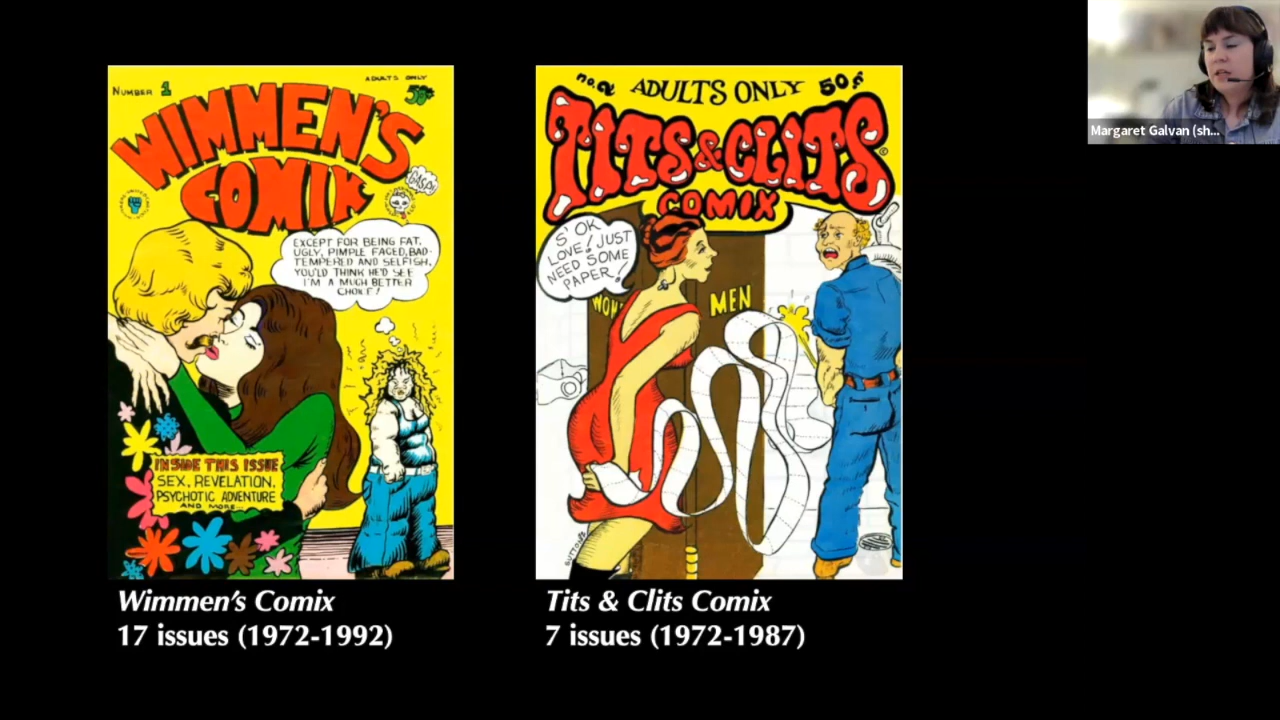 NUMBER 1
ADULTS ONLY
50¢
WIMMEN'S
COMIX
GASP!
EXCEPT FOR BEING FAT,
UGLY, PIMPLE FACED, BAD-
TEMPERED AND SELFISH,
YOU'D THINK HE'D SEE
I'M A MUCH BETTER
CHOICE!
INSIDE THIS ISSUE
SEX, REVELATION,
PSYCHOTIC ADVENTURE
AND MORE...
Wimmen's Comix
17 issues (1972-1992)
no. 2 ADULTS ONLY 50¢
TITS & CLITS
COMIX
S' OK
LOVE! JUST
NEED SOME
PAPER!
WOM
MEN
Tits & Clits Comix
7 issues (1972-1987)
Margaret Galvan (sh...